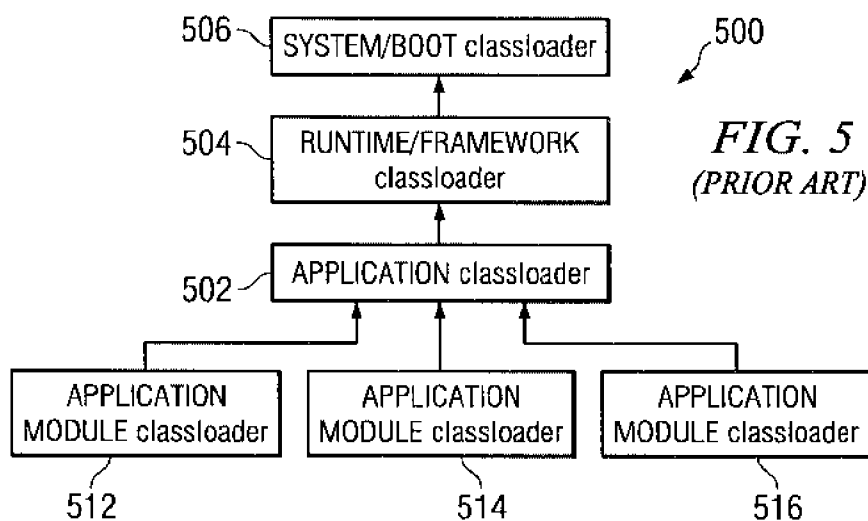 506
SYSTEM/BOOT classloader
500
504
RUNTIME/FRAMEWORK
classloader
FIG. 5
(PRIOR ART)
502
APPLICATION classloader
APPLICATION
MODULE classloader
APPLICATION
MODULE classloader
APPLICATION
MODULE classloader
512
514
516